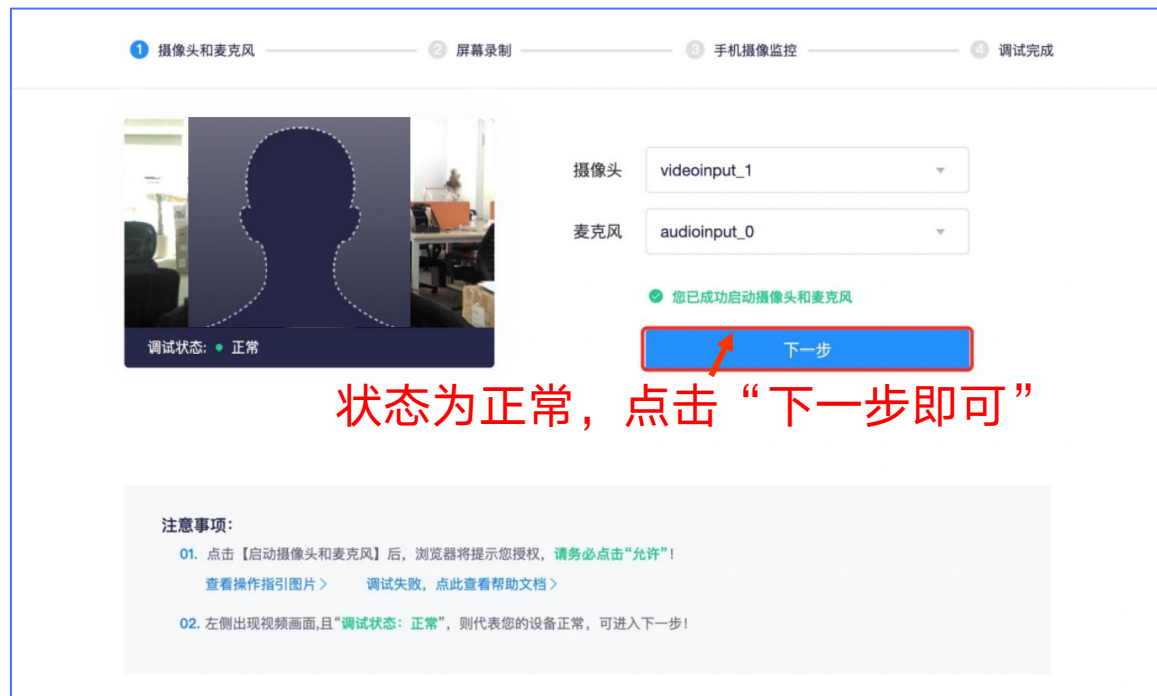 1 摄像头和麦克风 2 屏幕录制 3 手机摄像监控 4 调试完成
摄像头 videoinput_1
麦克风 audioinput_0
您已成功启动摄像头和麦克风
调试状态: 正常 下一步
状态为正常，点击“下一步即可”
注意事项：
01. 点击【启动摄像头和麦克风】后，浏览器将提示您授权，请务必点击“允许”！
查看操作指引图片> 调试失败，点此查看帮助文档>
02. 左侧出现视频画面,且“调试状态：正常”，则代表您的设备正常，可进入下一步！